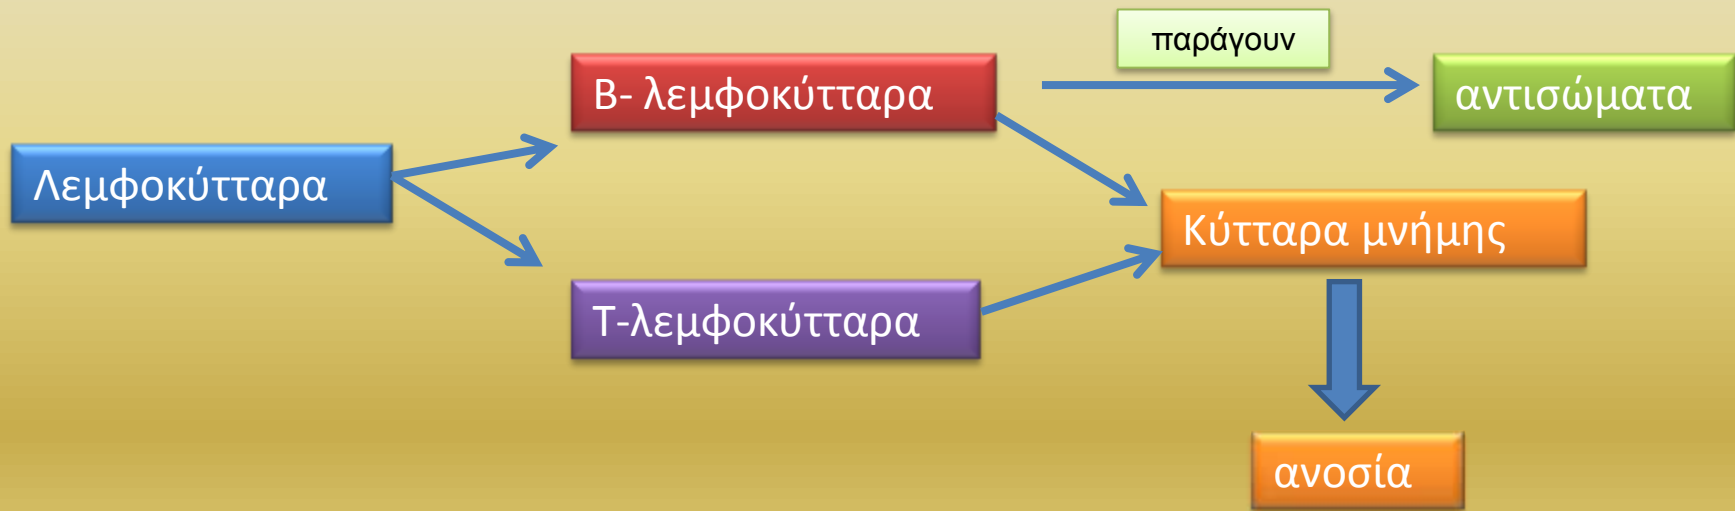 παράγουν
Β- λεμφοκύτταρα
αντισώματα
Λεμφοκύτταρα
Κύτταρα μνήμης
Τ-λεμφοκύτταρα
ανοσία